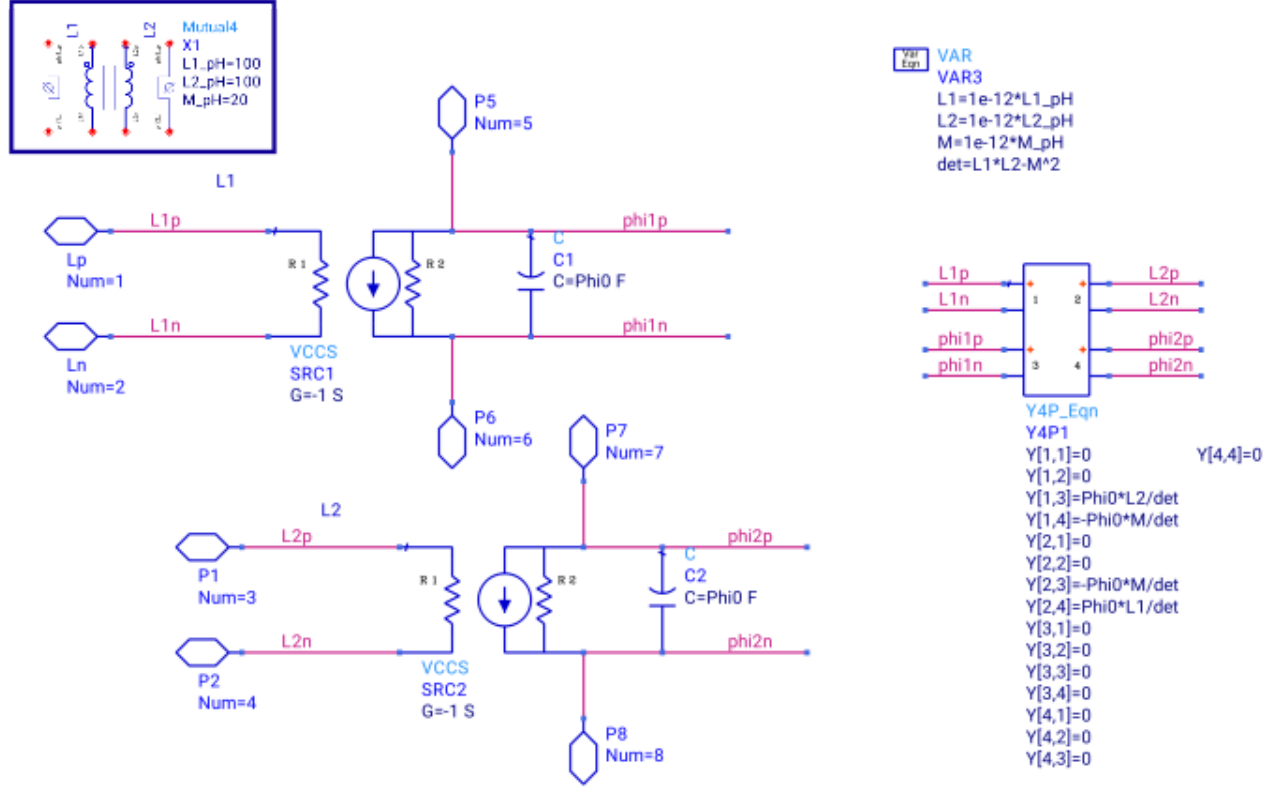 L1
L2
Mutual4
X1
L1_pH=100
L2_pH=100
M_pH=20
L1
P5
Num=5
L1p
Lp
Num=1
L1n
Ln
Num=2
R 1
R 2
VCCS
SRC1
G=-1 S
C
C1
C=Phi0 F
phi1p
phi1n
P6
Num=6
P7
Num=7
L2
L2p
P1
Num=3
L2n
P2
Num=4
R 1
R 2
VCCS
SRC2
G=-1 S
C
C2
C=Phi0 F
phi2p
phi2n
P8
Num=8
Var
Eqn
VAR
VAR3
L1=1e-12*L1_pH
L2=1e-12*L2_pH
M=1e-12*M_pH
det=L1*L2-M^2
L1p
L2p
L1n
L2n
phi1p
phi2p
phi1n
phi2n
1
2
3
4
Y4P_Eqn
Y4P1
Y[1,1]=0
Y[4,4]=0
Y[1,2]=0
Y[1,3]=Phi0*L2/det
Y[1,4]=-Phi0*M/det
Y[2,1]=0
Y[2,2]=0
Y[2,3]=-Phi0*M/det
Y[2,4]=Phi0*L1/det
Y[3,1]=0
Y[3,2]=0
Y[3,3]=0
Y[3,4]=0
Y[4,1]=0
Y[4,2]=0
Y[4,3]=0